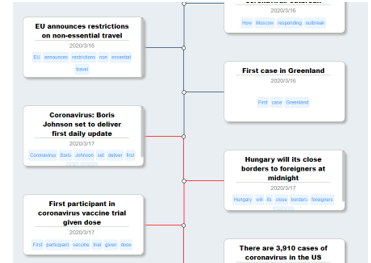 coronavirus outbreak
2020/3/16
How Moscow responding outbreak
EU announces restrictions
on non-essential travel
2020/3/16
EU announces restrictions non essential
travel
First case in Greenland
2020/3/16
First case Greenland
Coronavirus: Boris
Johnson set to deliver
first daily update
2020/3/17
Coronavirus Boris Johnson set deliver first
Hungary will its close
borders to foreigners at
midnight
2020/3/17
Hungary will its close borders foreigners
First participant in
coronavirus vaccine trial
given dose
2020/3/17
First participant vaccine trial given dose
There are 3,910 cases of
coronavirus in the US